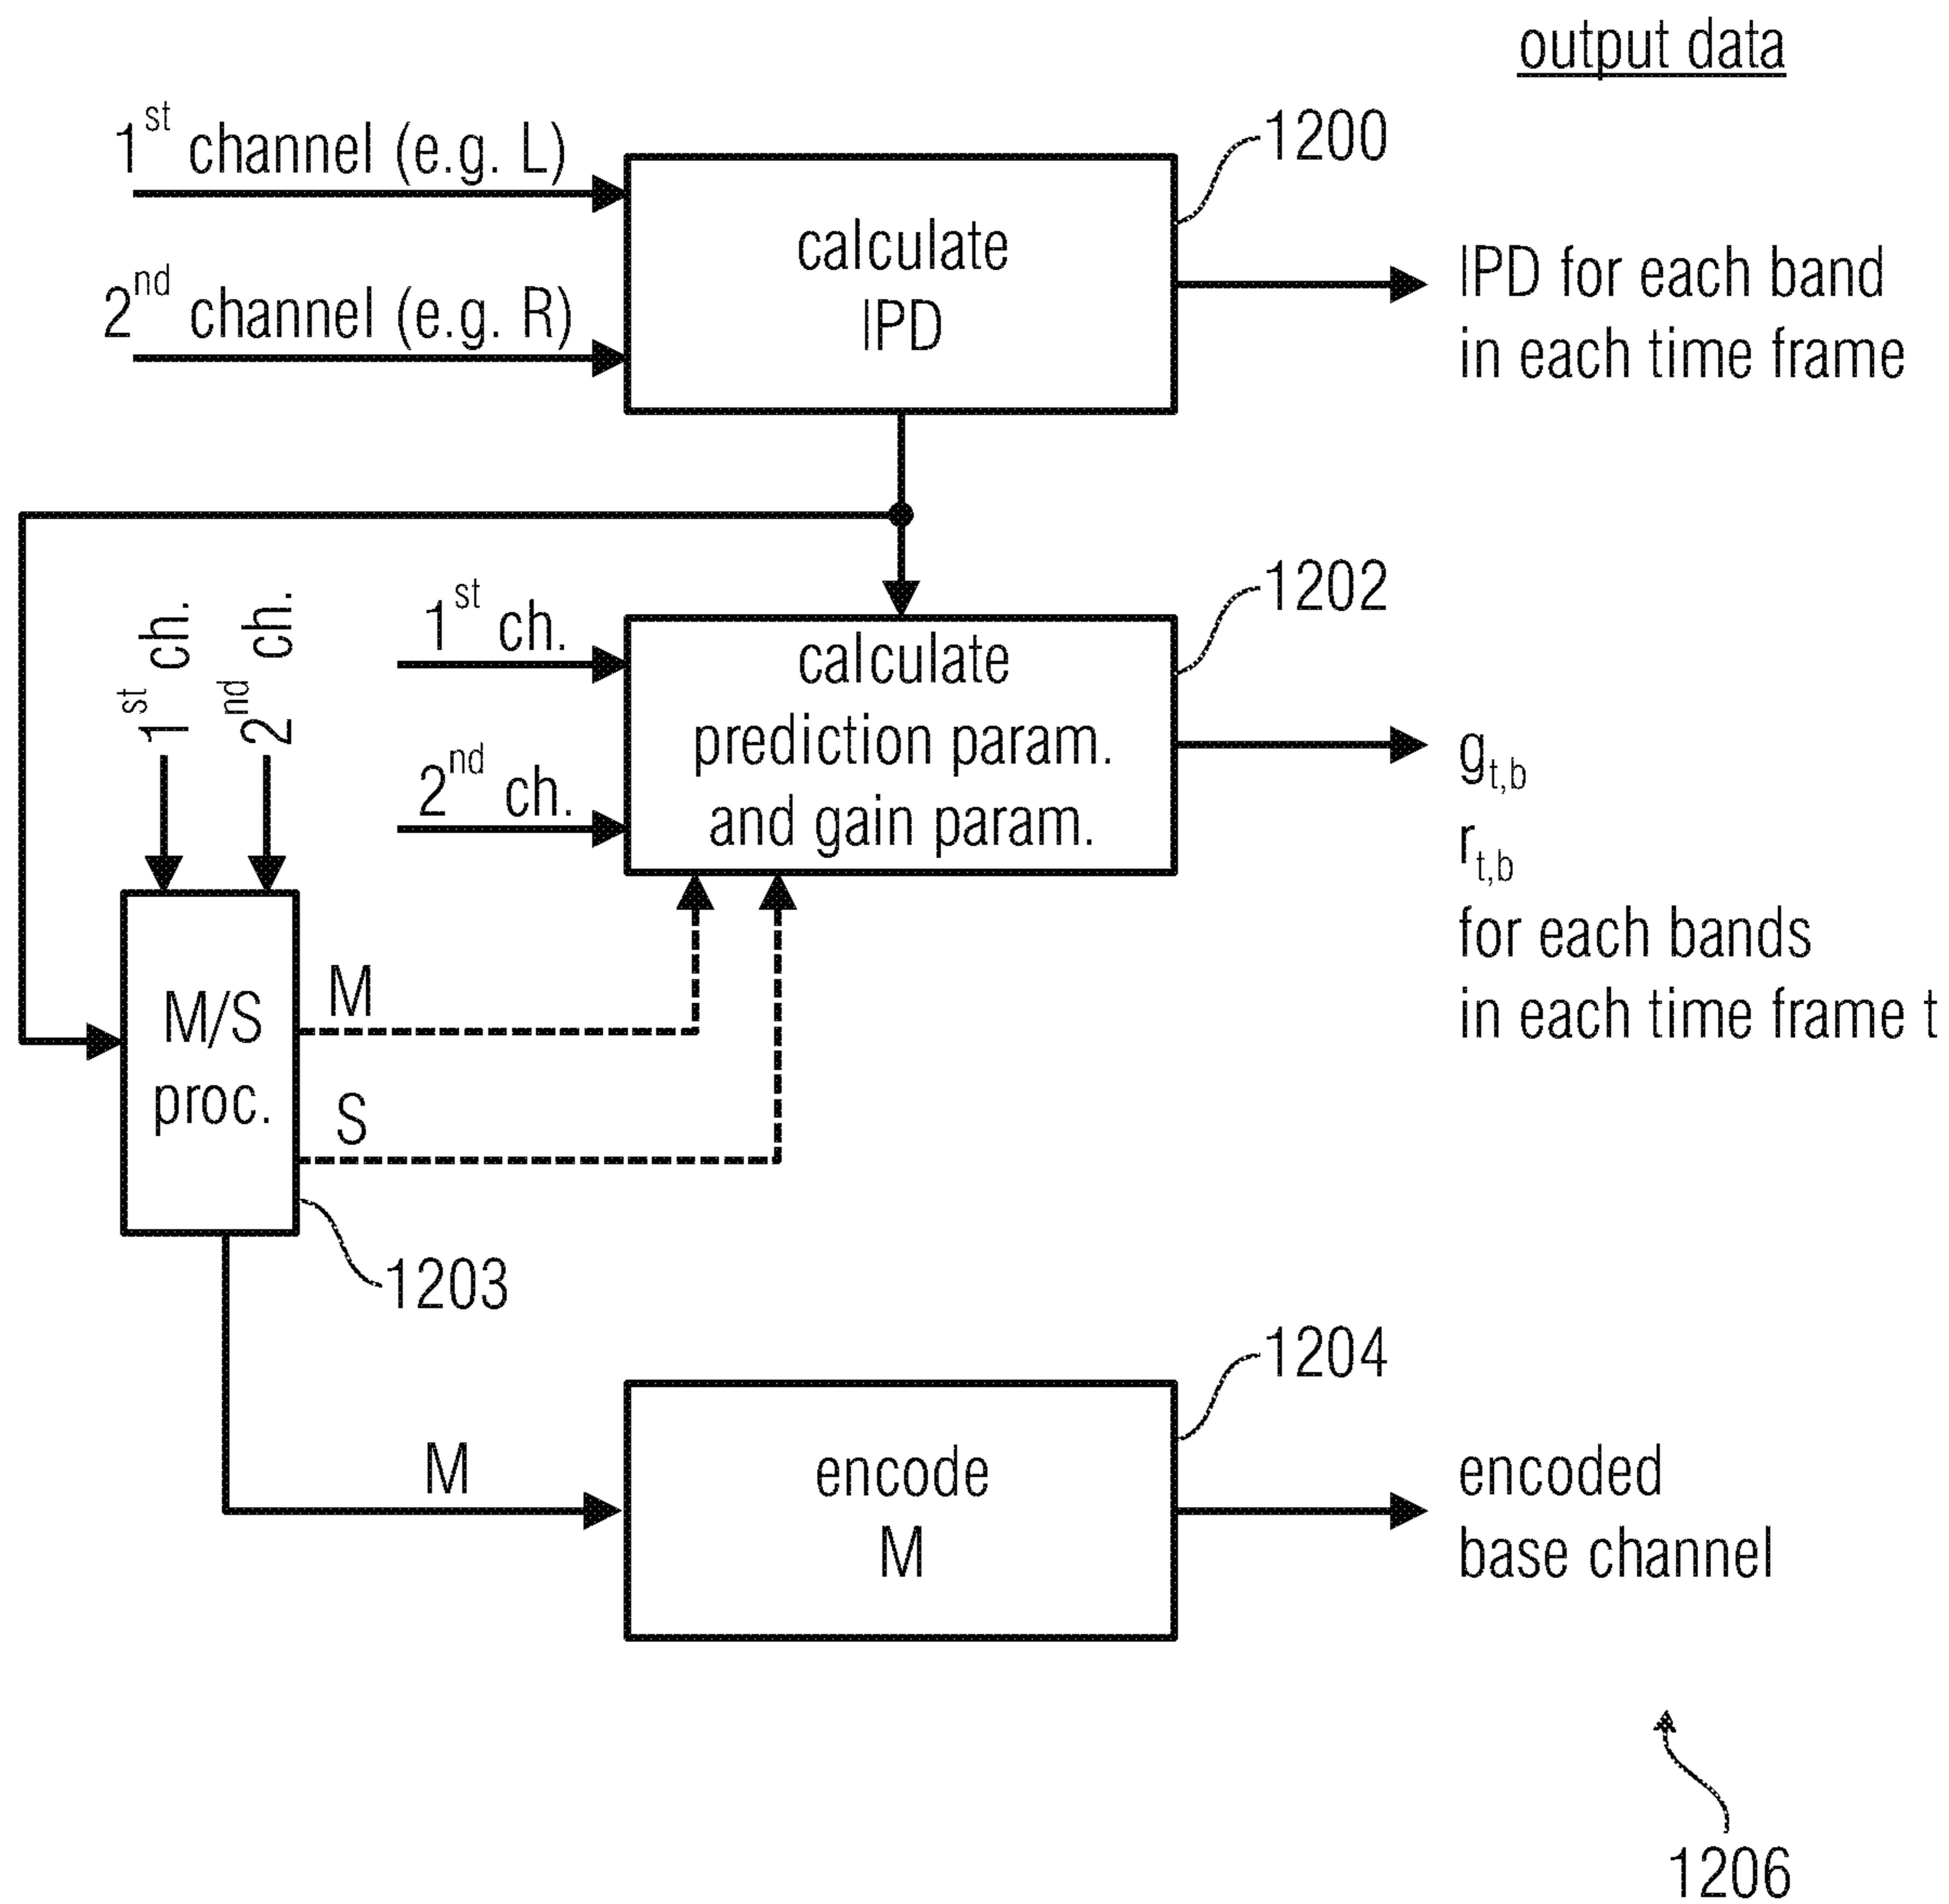 output data
1st channel (e.g. L)
1200
calculate
IPD
2nd channel (e.g. R)
IPD for each band
in each time frame
1202
1st ch.
2nd ch.
1st ch.
2nd ch.
calculate
prediction param.
and gain param.
gt,b
rt,b
for each bands
in each time frame t
M/S
proc.
M
S
1203
1204
M
encode
M
encoded
base channel
1206